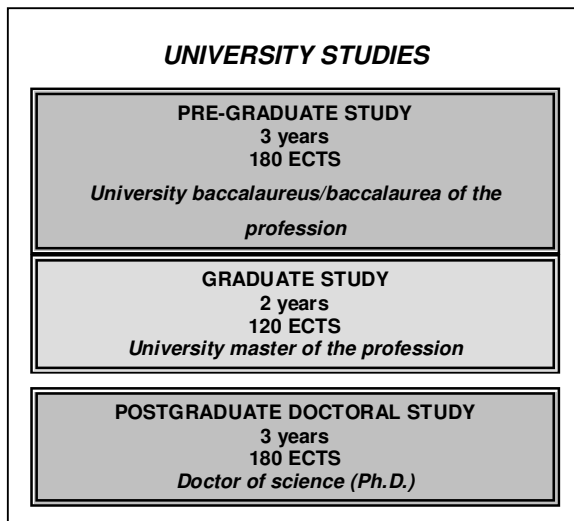 UNIVERSITY STUDIES
PRE-GRADUATE STUDY
3 years
180 ECTS
University baccalaureus/baccalaurea of the
profession
GRADUATE STUDY
2 years
120 ECTS
University master of the profession
POSTGRADUATE DOCTORAL STUDY
3 years
180 ECTS
Doctor of science (Ph.D.)